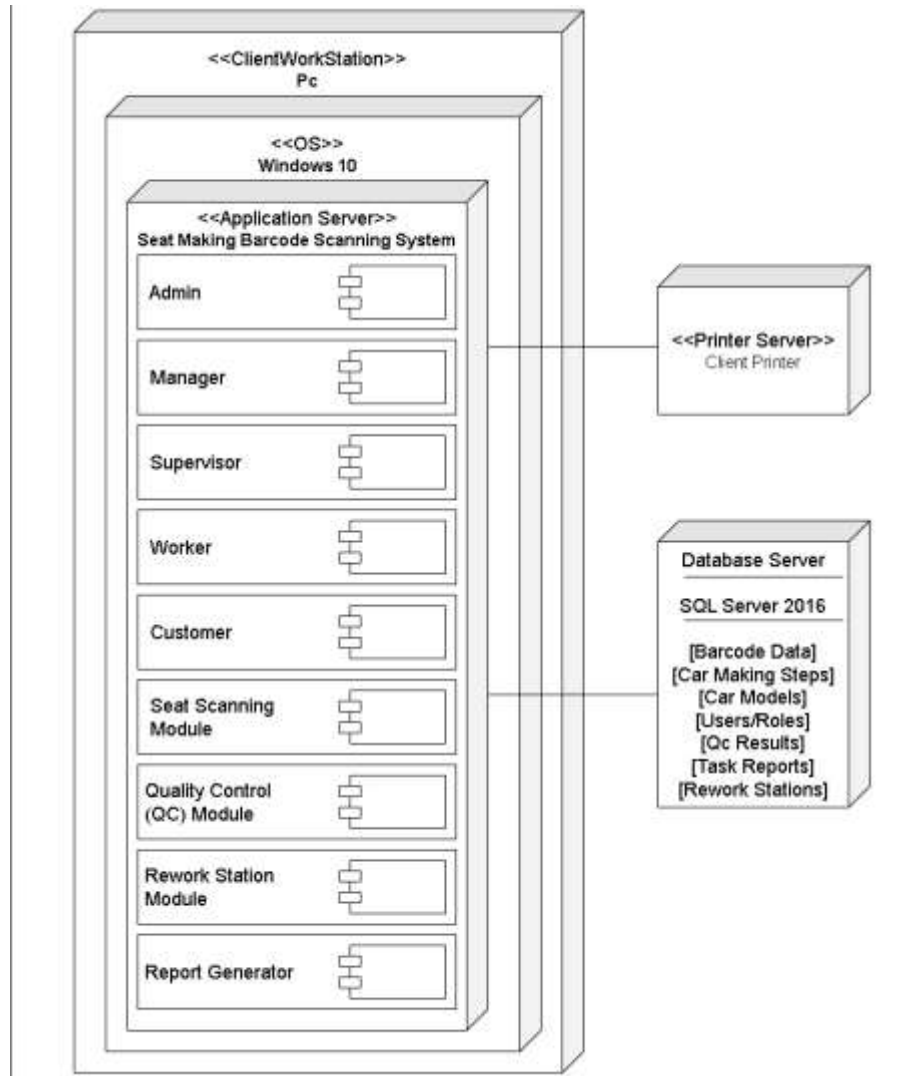 <<ClientWorkStation>>
Pc
<<OS>>
Windows 10
<<Application Server>>
Seat Making Barcode Scanning System
Admin
Manager
Supervisor
Worker
Customer
Seat Scanning
Module
Quality Control
(QC) Module
Rework Station
Module
Report Generator
<<Printer Server>>
Client Printer
Database Server
SQL Server 2016
[Barcode Data]
[Car Making Steps]
[Car Models]
[Users/Roles]
[Qc Results]
[Task Reports]
[Rework Stations]